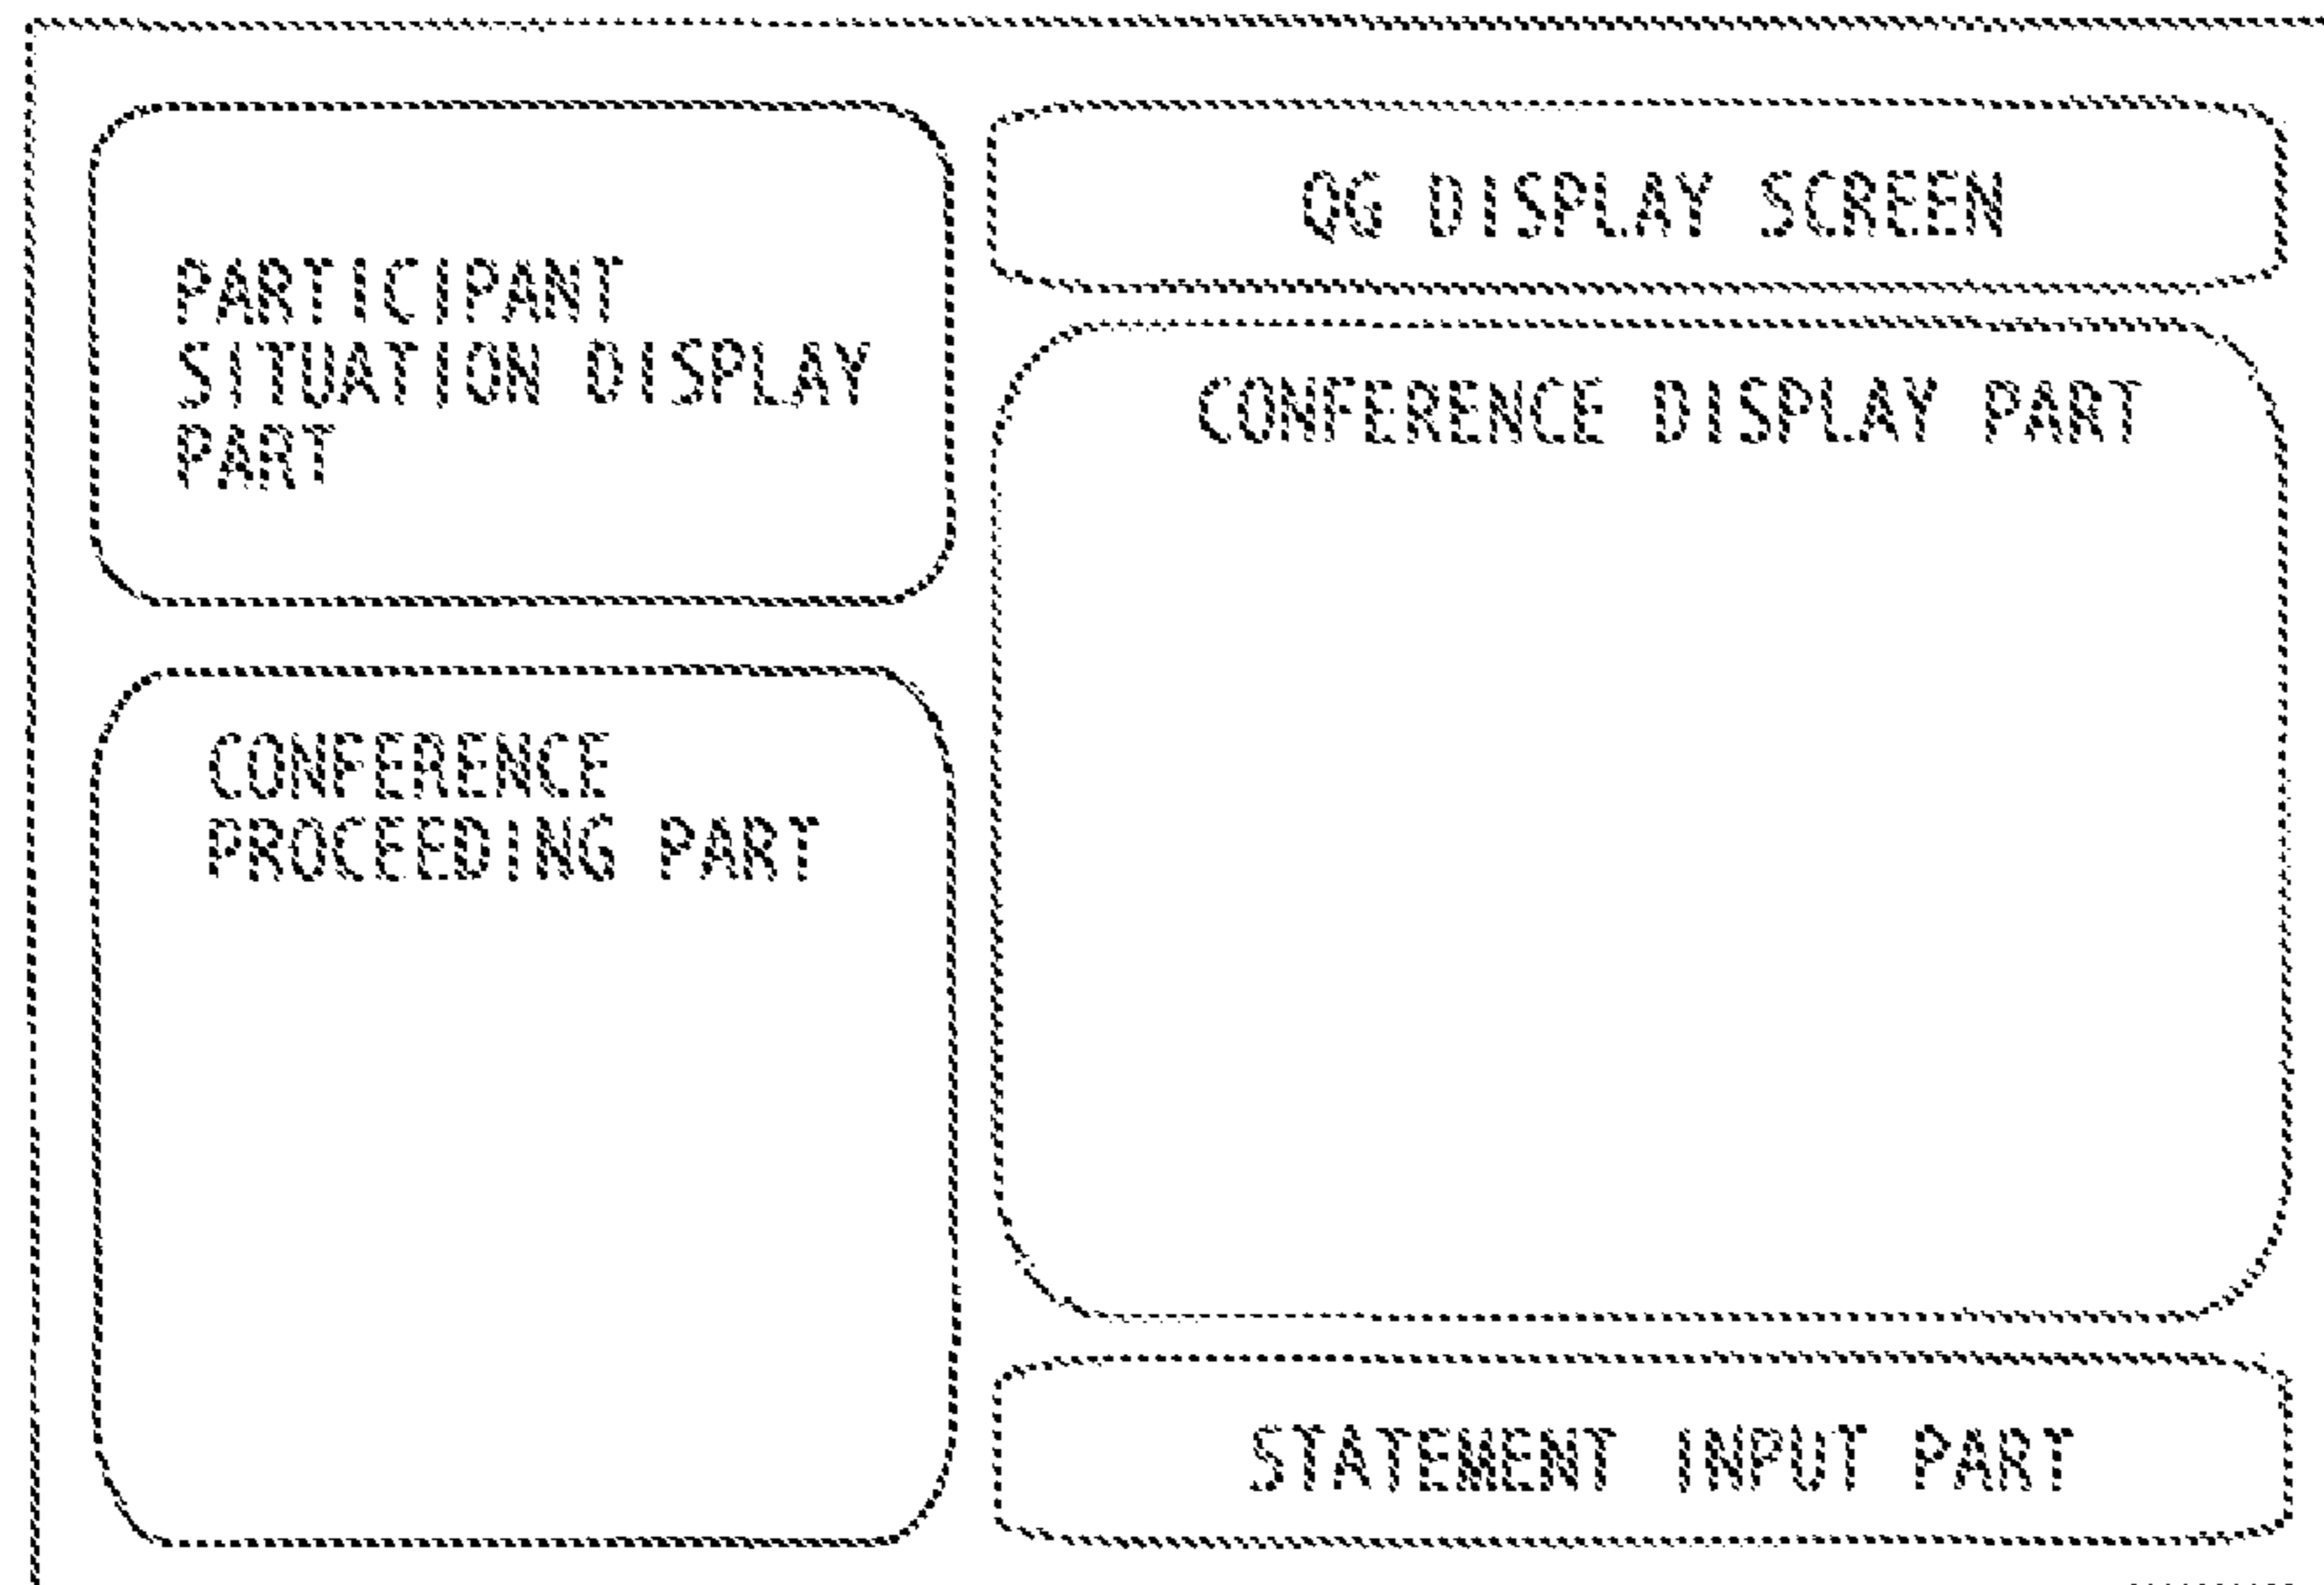 PARTICIPANT
SITUATION DISPLAY
PART
CONFERENCE
PROCEEDING PART
QG DISPLAY SCREEN
CONFERENCE DISPLAY PART
STATEMENT INPUT PART